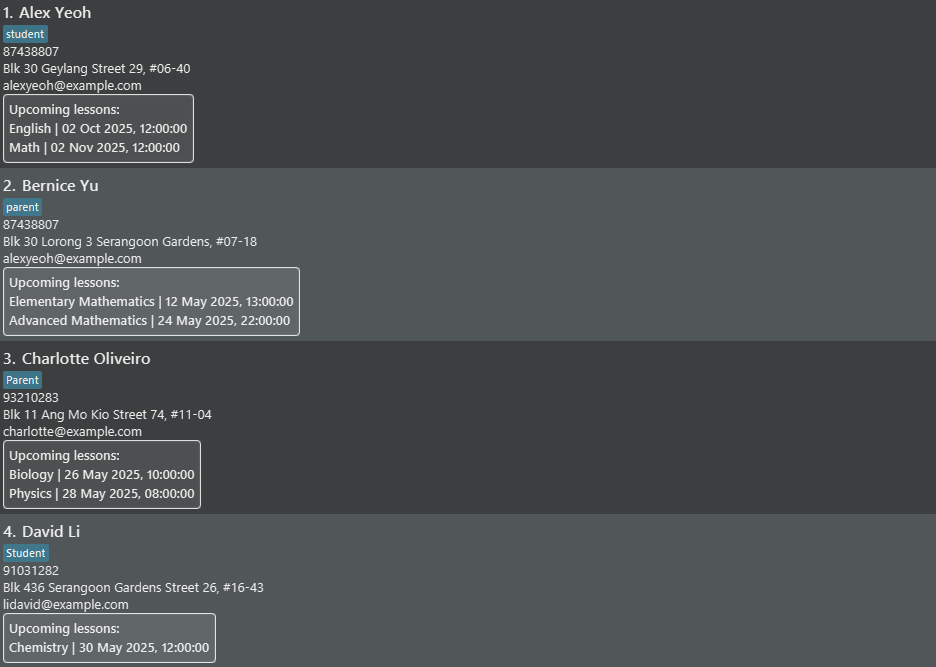 1. Alex Yeoh
student
87438807
Blk 30 Geylang Street 29, #06-40
alexyeoh@example.com
Upcoming lessons:
English | 02 Oct 2025, 12:00:00
Math | 02 Nov 2025, 12:00:00
2. Bernice Yu
parent
87438807
Blk 30 Lorong 3 Serangoon Gardens, #07-18
alexyeoh@example.com
Upcoming lessons:
Elementary Mathematics | 12 May 2025, 13:00:00
Advanced Mathematics | 24 May 2025, 22:00:00
3. Charlotte Oliveiro
Parent
93210283
Blk 11 Ang Mo Kio Street 74, #11-04
charlotte@example.com
Upcoming lessons:
Biology | 26 May 2025, 10:00:00
Physics | 28 May 2025, 08:00:00
4. David Li
Student
91031282
Blk 436 Serangoon Gardens Street 26, #16-43
lidavid@example.com
Upcoming lessons:
Chemistry | 30 May 2025, 12:00:00